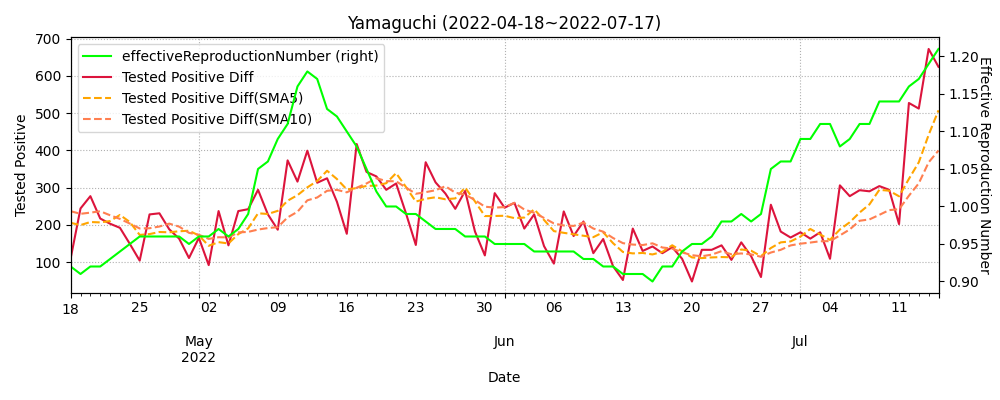 Yamaguchi (2022-04-18~2022-07-17)
effectiveReproductionNumber (right)
Tested Positive Diff
Tested Positive Diff(SMA5)
Tested Positive Diff(SMA10)
Tested Positive
700
600
500
400
300
200
100
1.20
1.15
1.10
1.05
1.00
0.95
0.90
Effective Reproduction Number
18 25 02 09 16 23 30 06 13 20 27 04 11
May Jun Jul
2022
Date